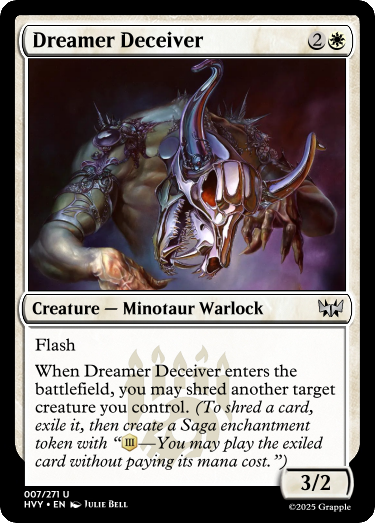 Dreamer Deceiver 2
Creature — Minotaur Warlock
Flash
When Dreamer Deceiver enters the
battlefield, you may shred another target
creature you control. (To shred a card,
exile it, then create a Saga enchantment
token with “III—You may play the exiled
card without paying its mana cost.”)
3/2
007/271 U
HVY • EN JULIE BELL
©2025 Grapple